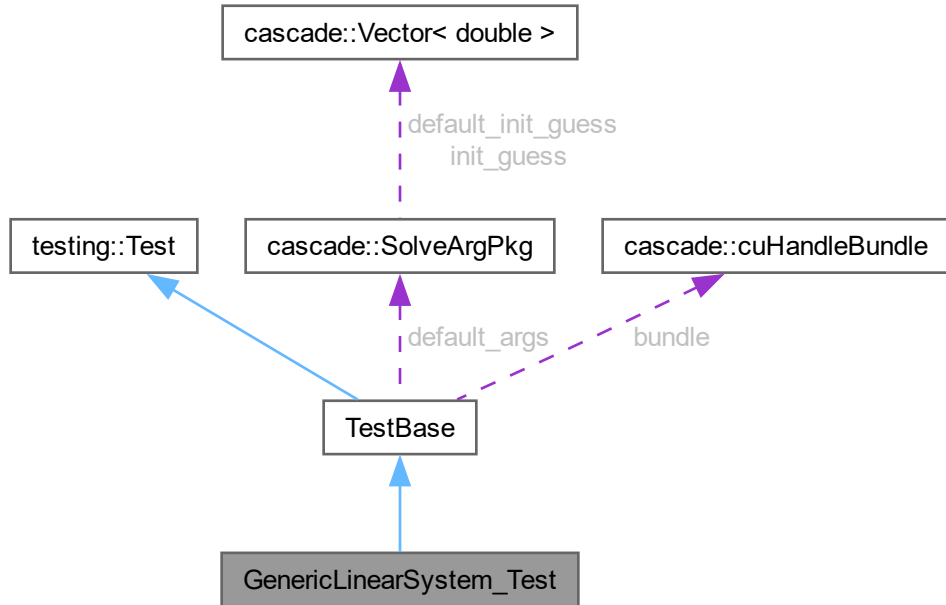 cascade::Vector< double >
default_init_guess
init_guess
testing::Test
cascade::SolveArgPkg
cascade::cuHandleBundle
default_args
bundle
TestBase
GenericLinearSystem_Test